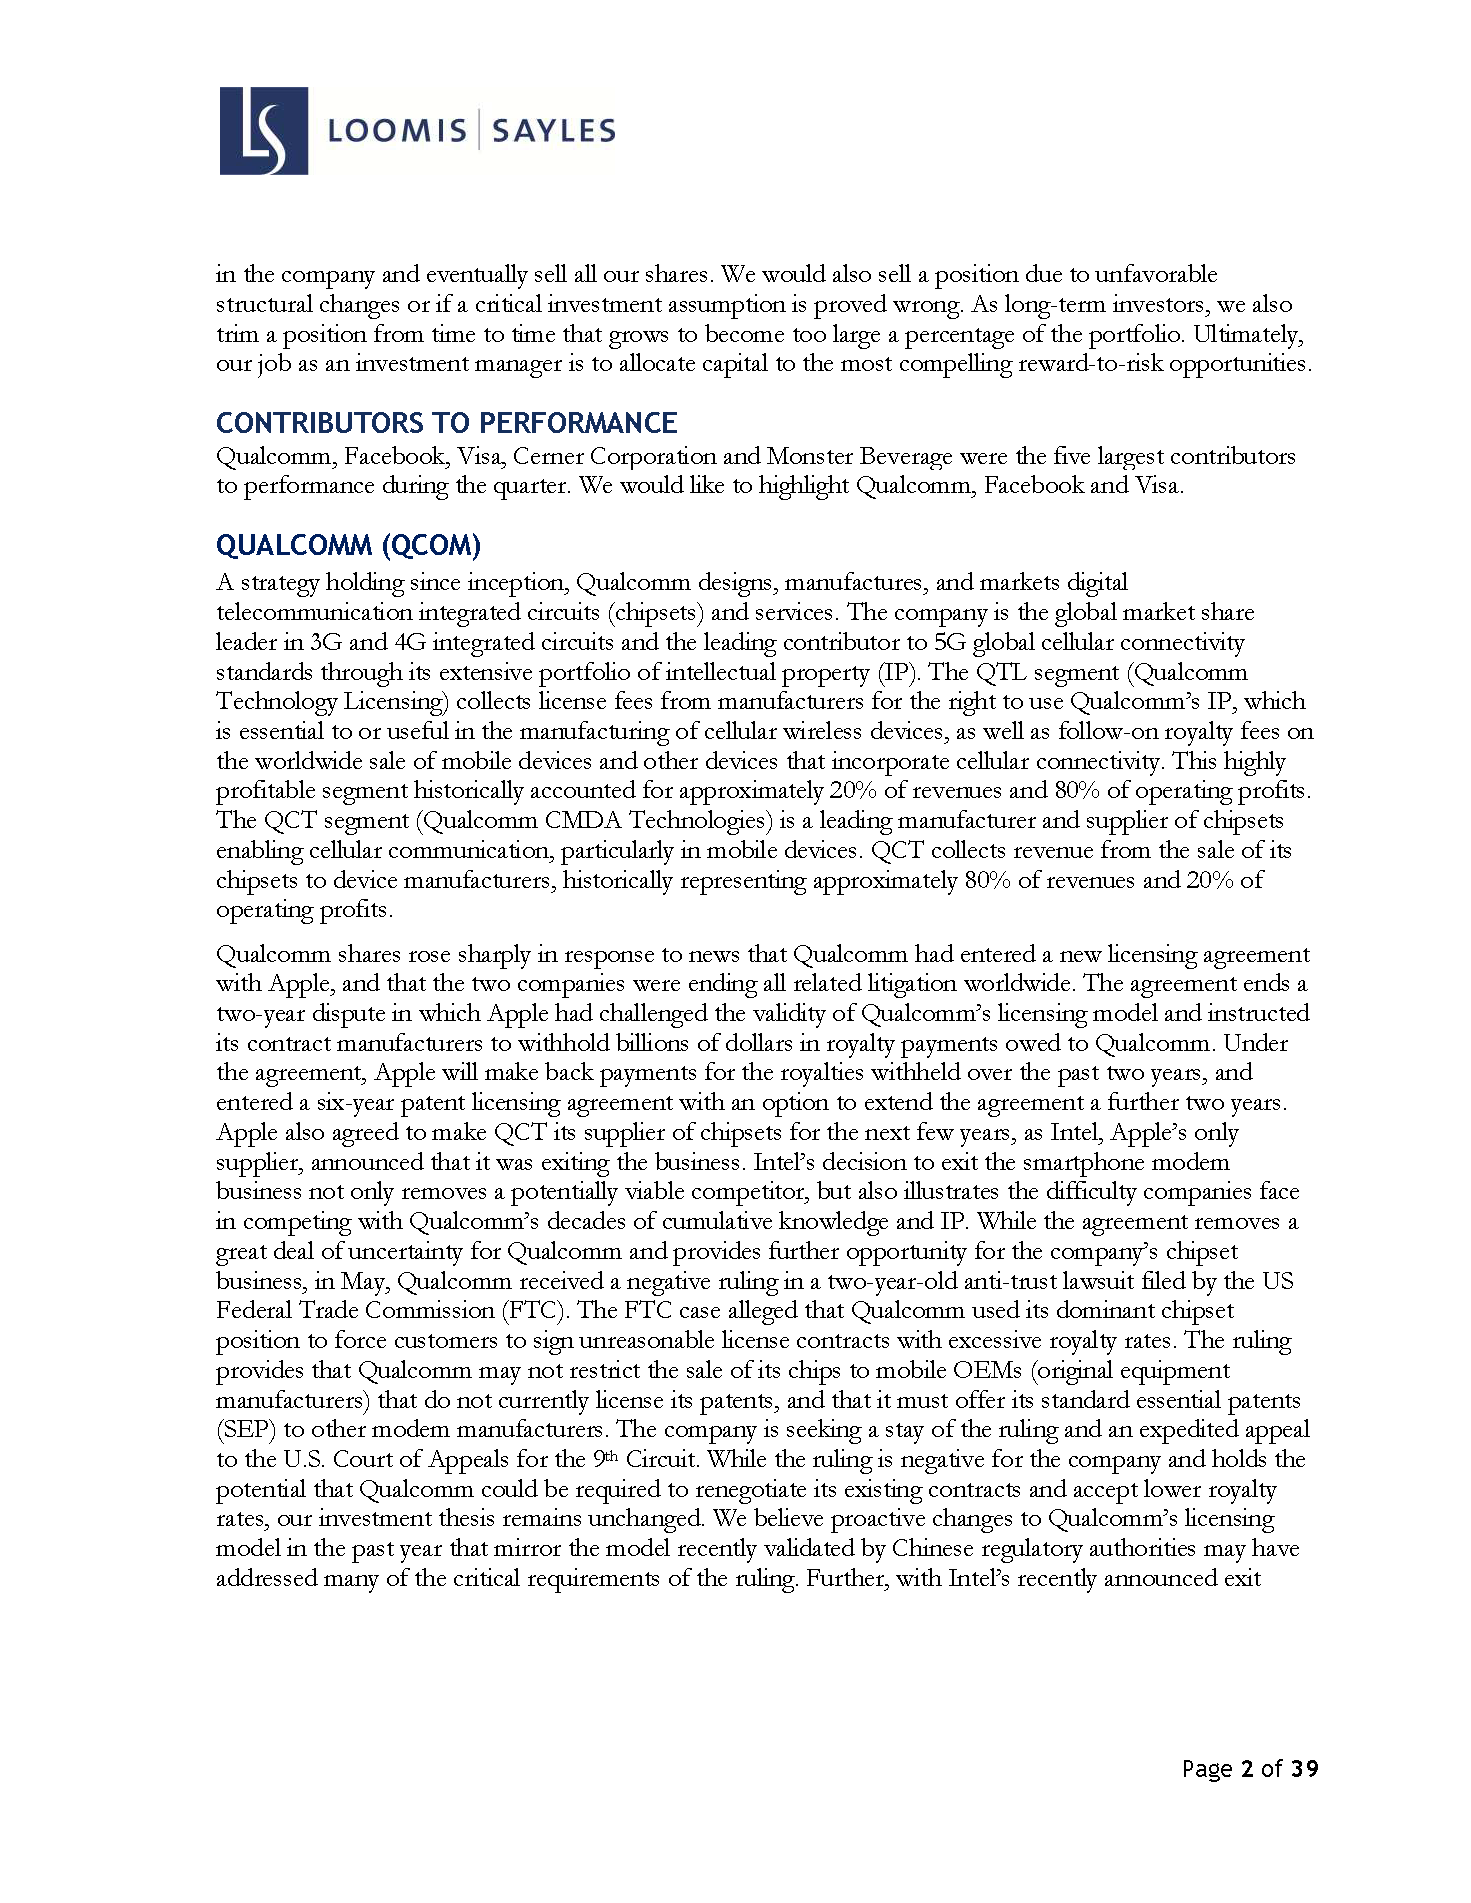 LS LOOMIS | SAYLES
in the company and eventually sell all our shares. We would also sell a position due to unfavorable
structural changes or if a critical investment assumption is proved wrong. As long-term investors, we also
trim a position from time to time that grows to become too large a percentage of the portfolio. Ultimately,
our job as an investment manager is to allocate capital to the most compelling reward-to-risk opportunities.
CONTRIBUTORS TO PERFORMANCE
Qualcomm, Facebook, Visa, Cerner Corporation and Monster Beverage were the five largest contributors
to performance during the quarter. We would like to highlight Qualcomm, Facebook and Visa.
QUALCOMM (QCOM)
A strategy holding since inception, Qualcomm designs, manufactures, and markets digital
telecommunication integrated circuits (chipsets) and services. The company is the global market share
leader in 3G and 4G integrated circuits and the leading contributor to 5G global cellular connectivity
standards through its extensive portfolio of intellectual property (IP). The QTL segment (Qualcomm
Technology Licensing) collects license fees from manufacturers for the right to use Qualcomm's IP, which
is essential to or useful in the manufacturing of cellular wireless devices, as well as follow-on royalty fees on
the worldwide sale of mobile devices and other devices that incorporate cellular connectivity. This highly
profitable segment historically accounted for approximately 20% of revenues and 80% of operating profits.
The QCT segment (Qualcomm CMDA Technologies) is a leading manufacturer and supplier of chipsets
enabling cellular communication, particularly in mobile devices. QCT collects revenue from the sale of its
chipsets to device manufacturers, historically representing approximately 80% of revenues and 20% of
operating profits.
Qualcomm shares rose sharply in response to news that Qualcomm had entered a new licensing agreement
with Apple, and that the two companies were ending all related litigation worldwide. The agreement ends a
two-year dispute in which Apple had challenged the validity of Qualcomm's licensing model and instructed
its contract manufacturers to withhold billions of dollars in royalty payments owed to Qualcomm. Under
the agreement, Apple will make back payments for the royalties withheld over the past two years, and
entered a six-year patent licensing agreement with an option to extend the agreement a further two years.
Apple also agreed to make QCT its supplier of chipsets for the next few years, as Intel, Apple's only
supplier, announced that it was exiting the business. Intel's decision to exit the smartphone modem
business not only removes a potentially viable competitor, but also illustrates the difficulty companies face
in competing with Qualcomm's decades of cumulative knowledge and IP. While the agreement removes a
great deal of uncertainty for Qualcomm and provides further opportunity for the company's chipset
business, in May, Qualcomm received a negative ruling in a two-year-old anti-trust lawsuit filed by the US
Federal Trade Commission (FTC). The FTC case alleged that Qualcomm used its dominant chipset
position to force customers to sign unreasonable license contracts with excessive royalty rates. The ruling
provides that Qualcomm may not restrict the sale of its chips to mobile OEMs (original equipment
manufacturers) that do not currently license its patents, and that it must offer its standard essential patents
(SEP) to other modem manufacturers. The company is seeking a stay of the ruling and an expedited appeal
to the U.S. Court of Appeals for the 9th Circuit. While the ruling is negative for the company and holds the
potential that Qualcomm could be required to renegotiate its existing contracts and accept lower royalty
rates, our investment thesis remains unchanged. We believe proactive changes to Qualcomm's licensing
model in the past year that mirror the model recently validated by Chinese regulatory authorities may have
addressed many of the critical requirements of the ruling. Further, with Intel's recently announced exit
Page 2 of 39